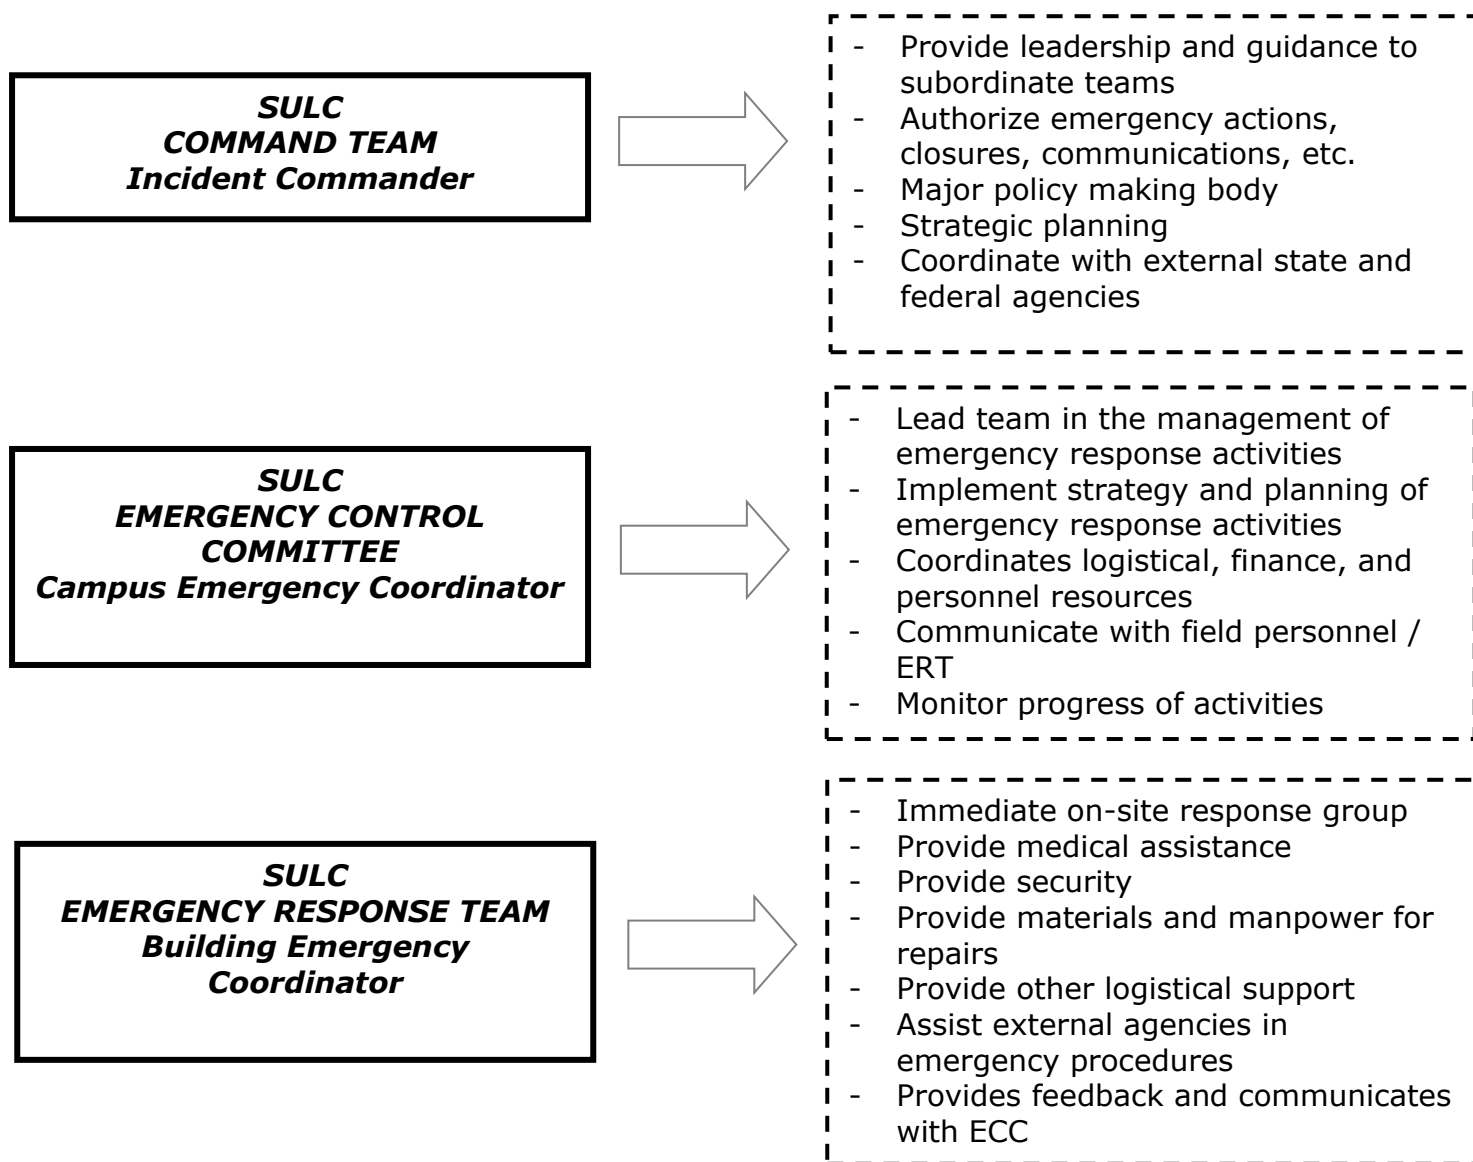 SULC
COMMAND TEAM
Incident Commander
- Provide leadership and guidance to
subordinate teams
- Authorize emergency actions,
closures, communications, etc.
- Major policy making body
- Strategic planning
- Coordinate with external state and
federal agencies
SULC
EMERGENCY CONTROL
COMMITTEE
Campus Emergency Coordinator
- Lead team in the management of
emergency response activities
- Implement strategy and planning of
emergency response activities
- Coordinates logistical, finance, and
personnel resources
- Communicate with field personnel /
ERT
- Monitor progress of activities
SULC
EMERGENCY RESPONSE TEAM
Building Emergency
Coordinator
- Immediate on-site response group
- Provide medical assistance
- Provide security
- Provide materials and manpower for
repairs
- Provide other logistical support
- Assist external agencies in
emergency procedures
- Provides feedback and communicates
with ECC